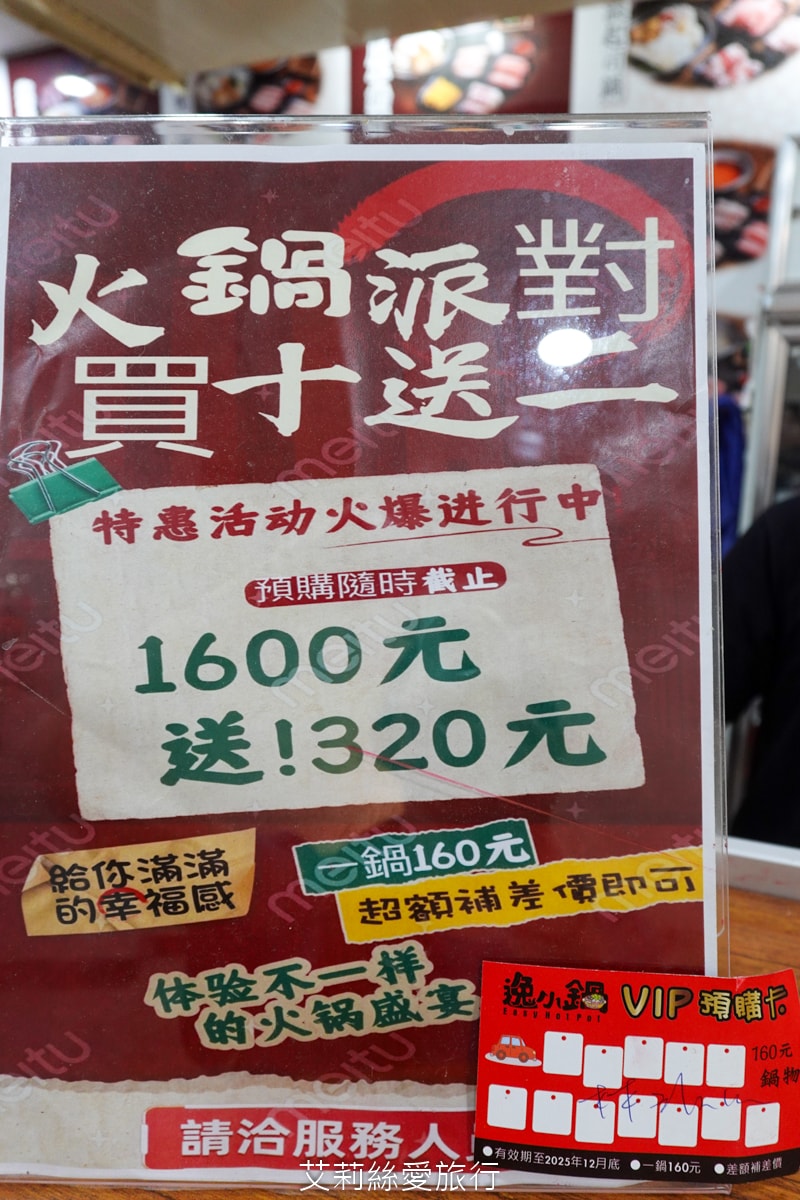 火鍋派對
買十送二
特惠活动火爆进行中
預購隨時截止
1600元
送!320元
給你滿滿
的幸福感
一鍋160元
超額補差價即可
体验不一样
的火锅盛宴
請洽服務人
逸小鍋
Easy Hot Pot
VIP預購卡
160元
鍋物
●有效期至2025年12月底 ●一鍋160元 ●差額補差價
艾莉絲愛旅行
meitu